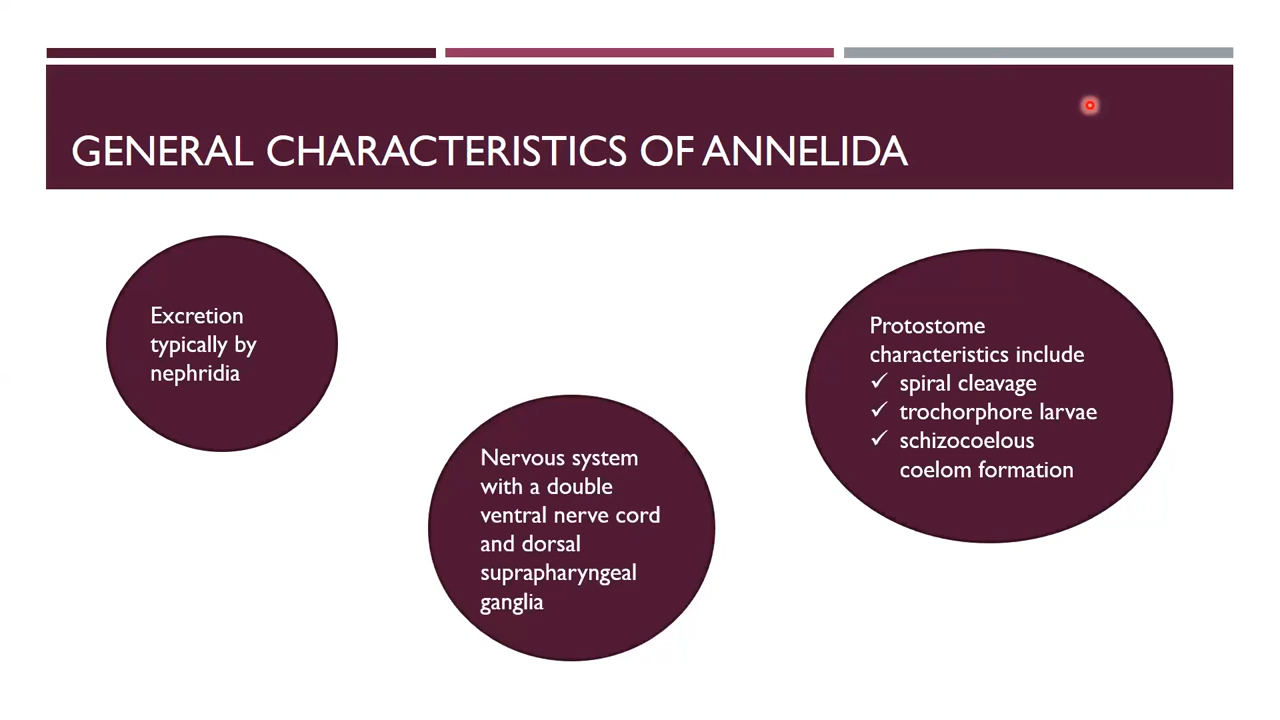 GENERAL CHARACTERISTICS OF ANNELIDA
Excretion
typically by
nephridia
Nervous system
with a double
ventral nerve cord
and dorsal
suprapharyngeal
ganglia
Protostome
characteristics include
✓ spiral cleavage
✓ trochorphore larvae
✓ schizocoelous
coelom formation